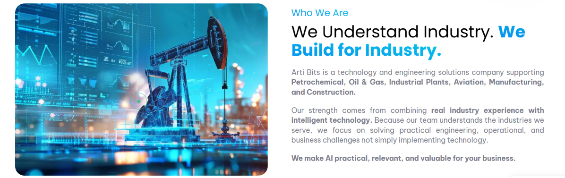 Who We Are
We Understand Industry. We
Build for Industry.
Arti Bits is a technology and engineering solutions company supporting
Petrochemical, Oil & Gas, Industrial Plants, Aviation, Manufacturing,
and Construction.
Our strength comes from combining real industry experience with
intelligent technology. Because our team understands the industries we
serve, we focus on solving practical engineering, operational, and
business challenges not simply implementing technology.
We make AI practical, relevant, and valuable for your business.